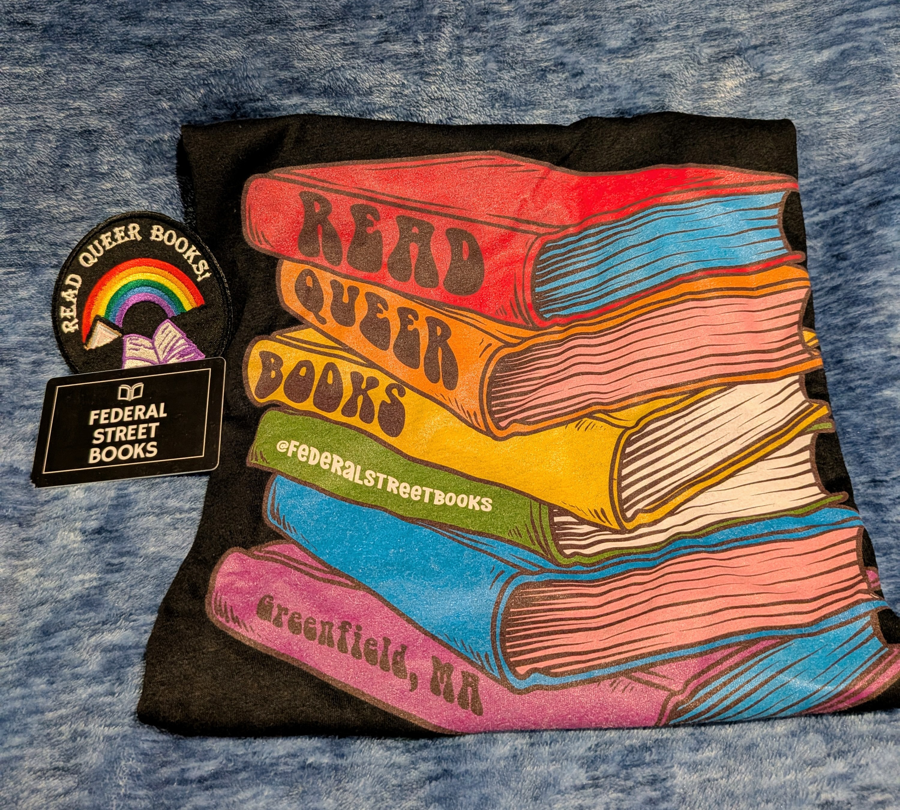 READ QUEER BOOKS!
FEDERAL
STREET
BOOKS
READ
QUEER
BOOKS
@FEDERALSTREETBOOKS
Greenfield, MA